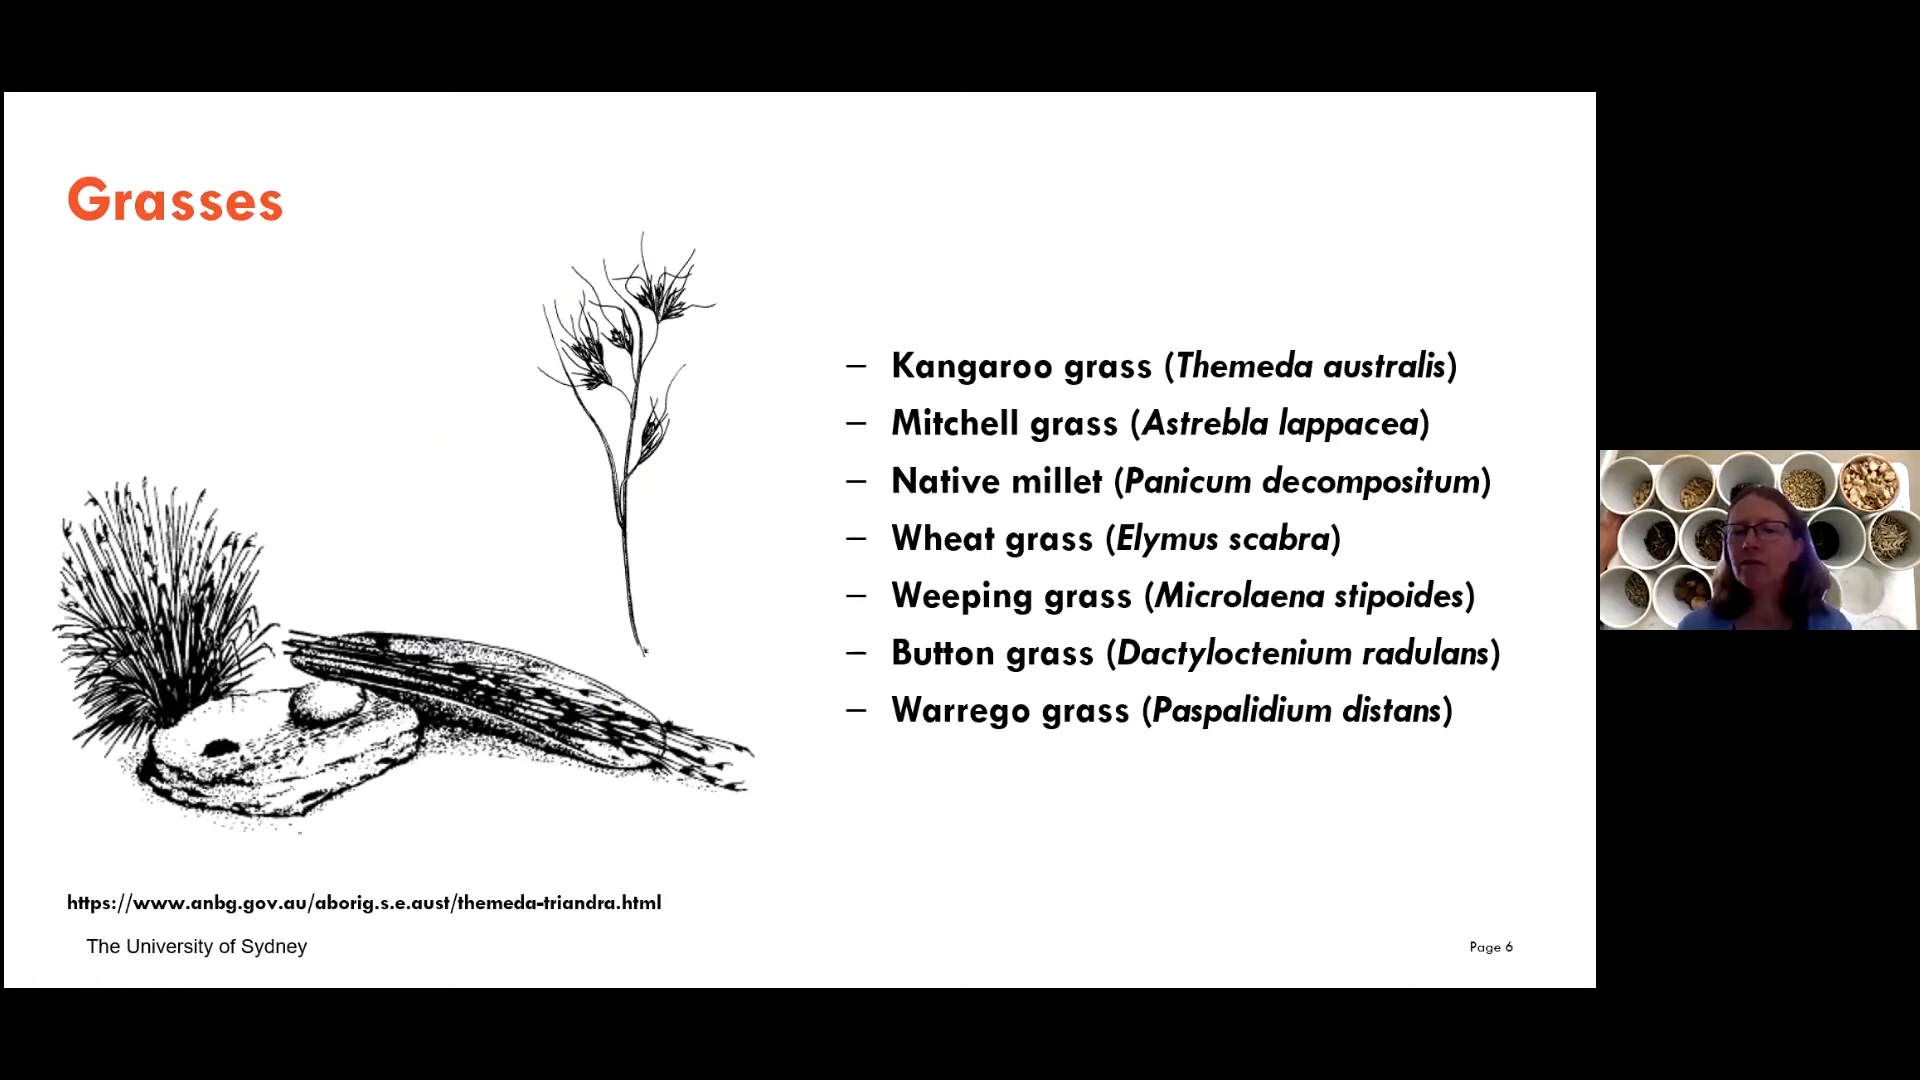 Grasses
– Kangaroo grass (Themeda australis)
– Mitchell grass (Astrebla lappacea)
– Native millet (Panicum decompositum)
– Wheat grass (Elymus scabra)
– Weeping grass (Microlaena stipoides)
– Button grass (Dactyloctenium radulans)
– Warrego grass (Paspalidium distans)
https://www.anbg.gov.au/aborig.s.e.aust/themeda-triandra.html
The University of Sydney
Page 6